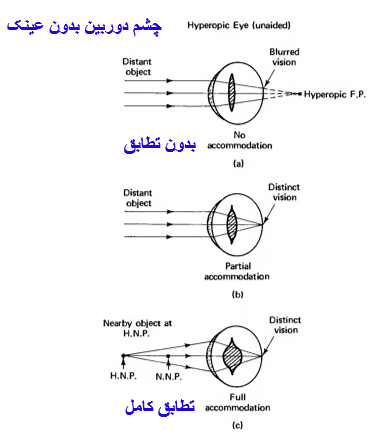 چشم دوربین بدون عینک
Hyperopic Eye (unaided)
Distant
object
Blurred
vision
Hyperopic F.P.
No
accommodation
بدون تطابق
(a)
Distant
object
Distinct
vision
Partial
accommodation
(b)
Nearby object at
H.N.P.
Distinct
vision
H.N.P.
N.N.P.
Full
accommodation
تطابق کامل
(c)